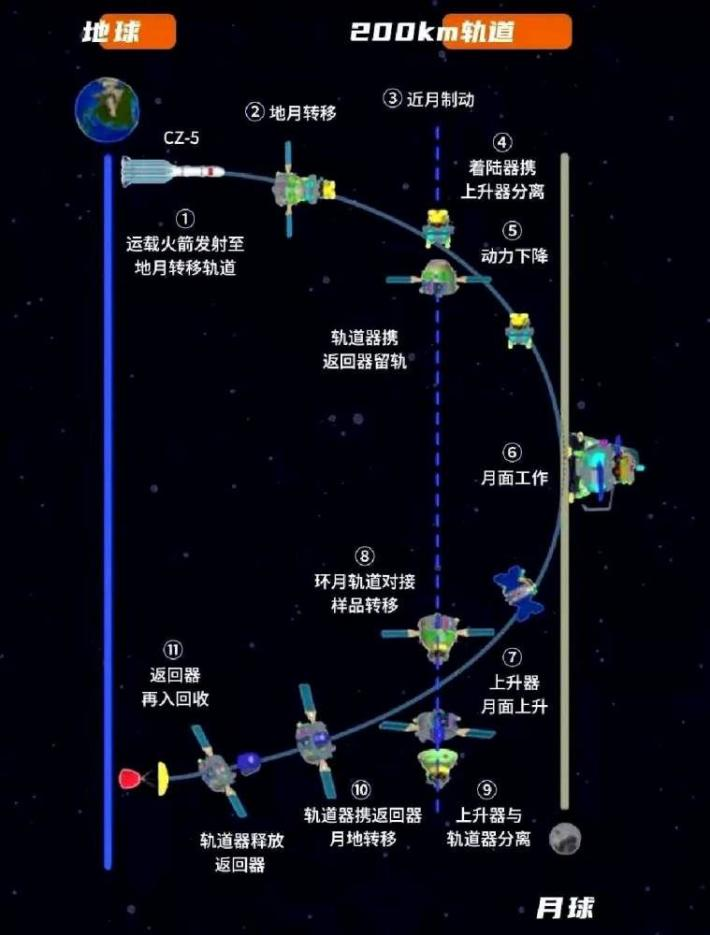 地球
200km轨道
CZ-5
①
运载火箭发射至
地月转移轨道
② 地月转移
③ 近月制动
④
着陆器携
上升器分离
⑤
动力下降
轨道器携
返回器留轨
⑥
月面工作
⑦
上升器
月面上升
⑧
环月轨道对接
样品转移
⑨
上升器与
轨道器分离
⑩
轨道器携返回器
月地转移
轨道器释放
返回器
⑪
返回器
再入回收
月球